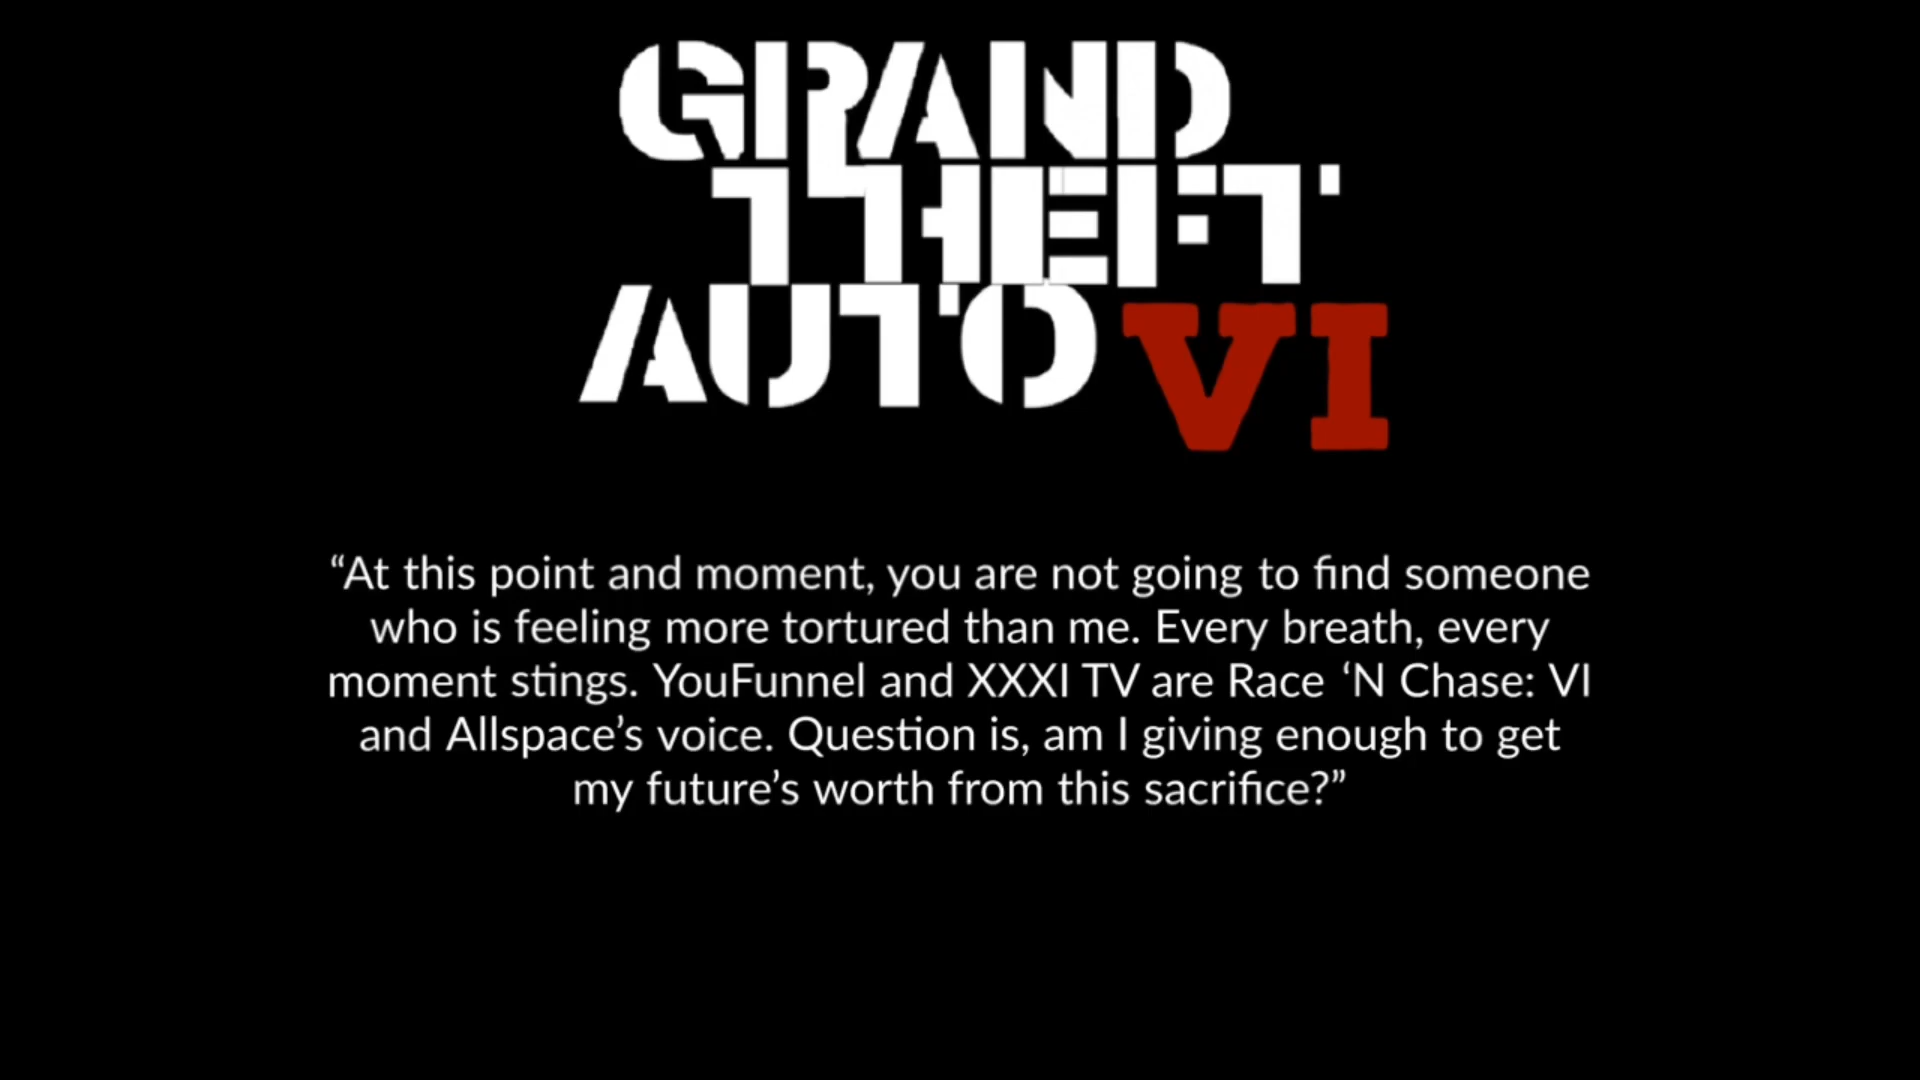 GRAND
THEFT
AUTO VI
“At this point and moment, you are not going to find someone
who is feeling more tortured than me. Every breath, every
moment stings. YouFunnel and XXXI TV are Race ‘N Chase: VI
and Allspace’s voice. Question is, am I giving enough to get
my future’s worth from this sacrifice?”